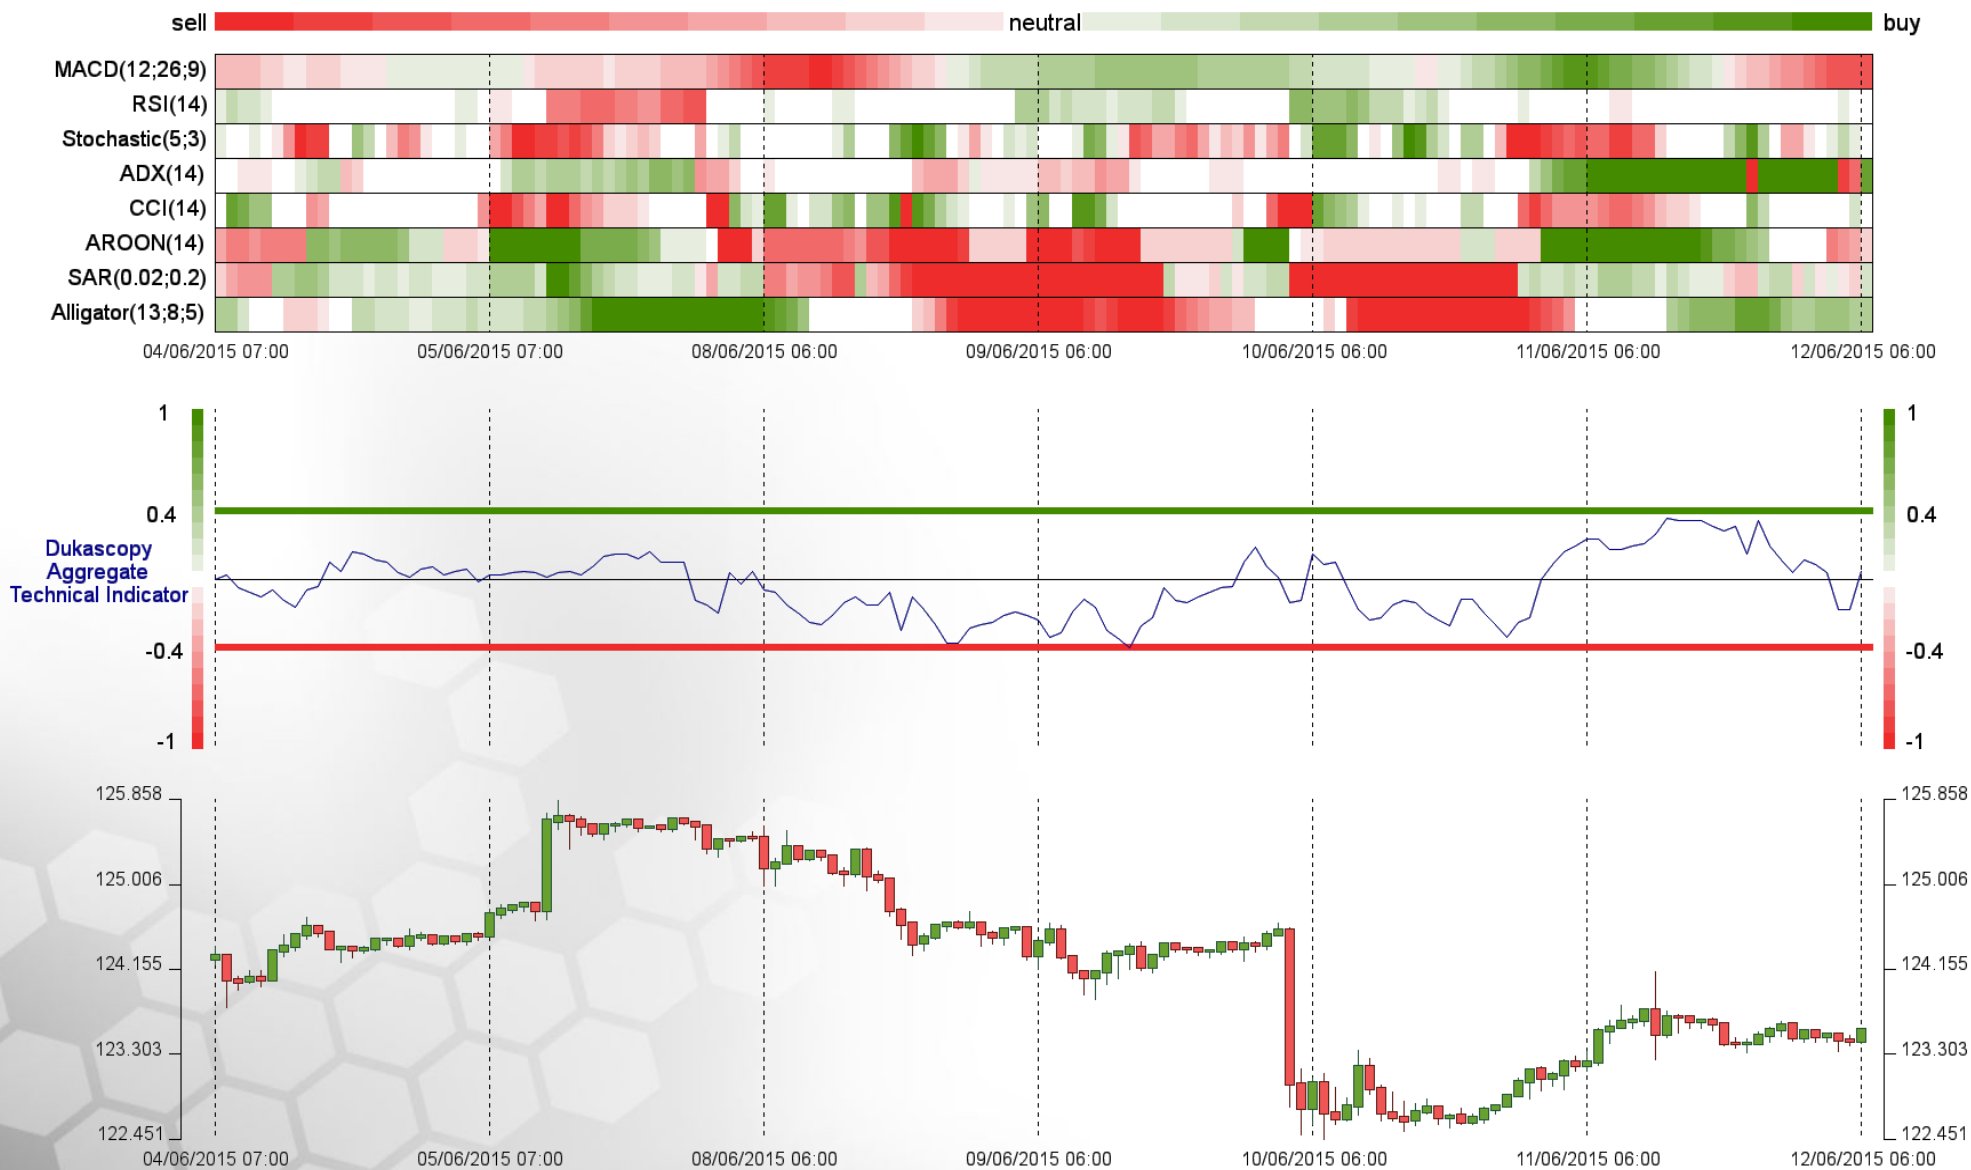 sell neutral buy
MACD(12;26;9)
RSI(14)
Stochastic(5;3)
ADX(14)
CCI(14)
AROON(14)
SAR(0.02;0.2)
Alligator(13;8;5)
04/06/2015 07:00 05/06/2015 07:00 08/06/2015 06:00 09/06/2015 06:00 10/06/2015 06:00 11/06/2015 06:00 12/06/2015 06:00
1 1
0.4 0.4
Dukascopy
Aggregate
Technical Indicator
-0.4 -0.4
-1 -1
125.858 125.858
125.006 125.006
124.155 124.155
123.303 123.303
122.451 122.451
04/06/2015 07:00 05/06/2015 07:00 08/06/2015 06:00 09/06/2015 06:00 10/06/2015 06:00 11/06/2015 06:00 12/06/2015 06:00